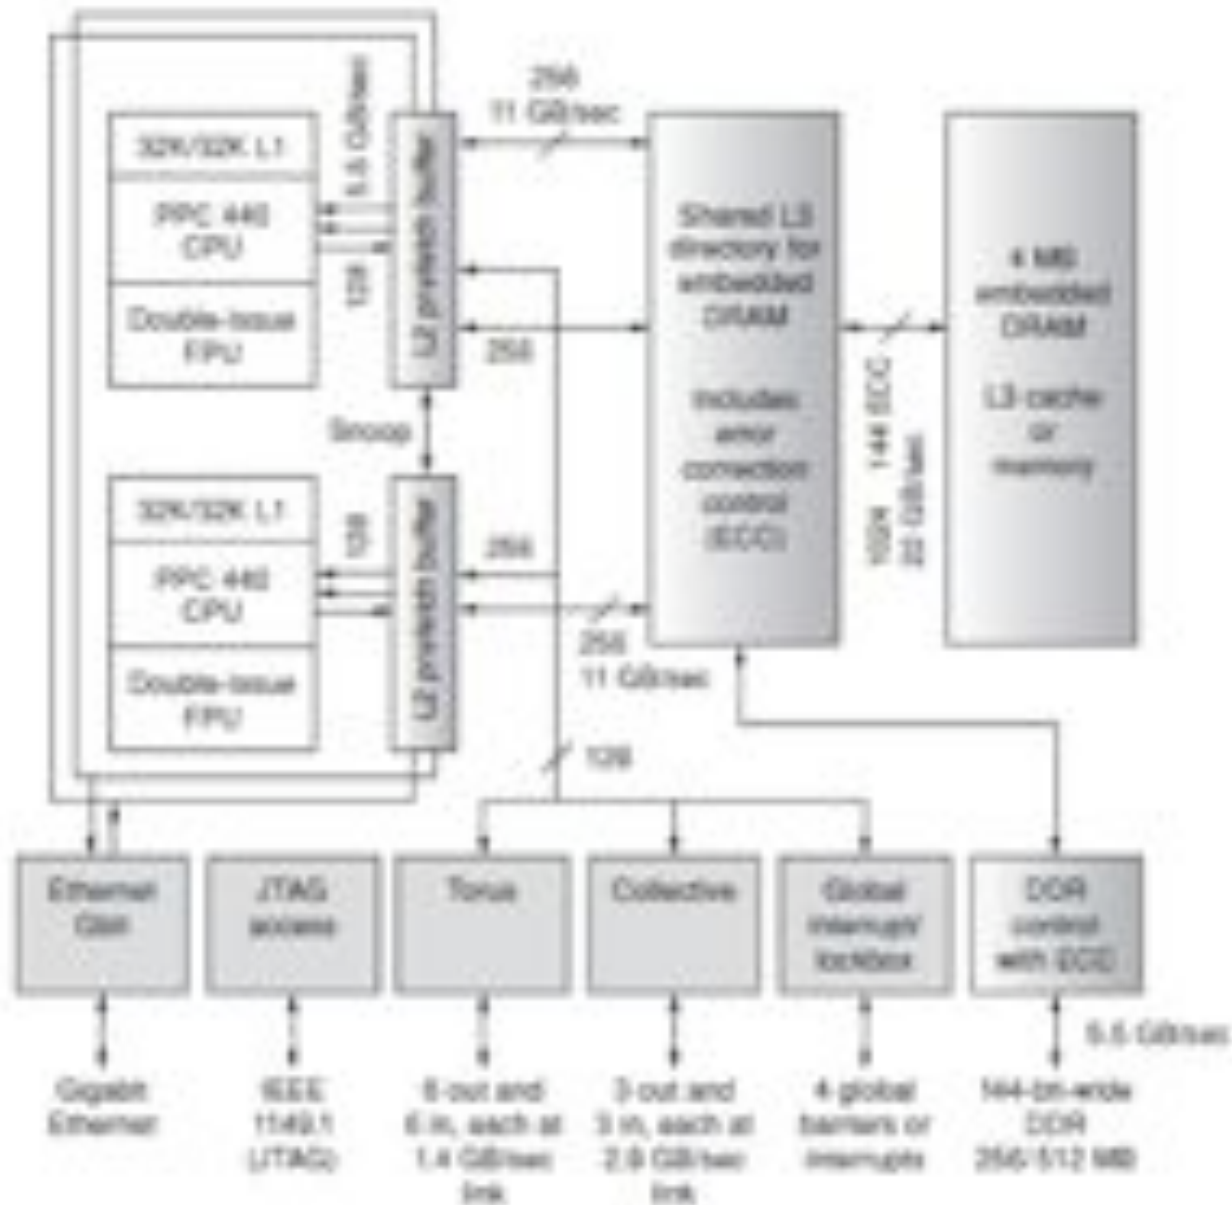 256
11 GB/sec
5.5 GB/sec
32K/32K L1
PPC 440
CPU
128
Double-issue
FPU
L2 prefetch buffer
256
Snoop
32K/32K L1
PPC 440
CPU
128
Double-issue
FPU
L2 prefetch buffer
256
256
11 GB/sec
128
Shared L3
directory for
embedded
DRAM
Includes
error
correction
control
(ECC)
1024
144 ECC
22 GB/sec
4 MB
embedded
DRAM
L3 cache
or
memory
Ethernet
Gbit
JTAG
access
Torus
Collective
Global
interrupt/
lockbox
DDR
control
with ECC
5.5 GB/sec
Gigabit
Ethernet
IEEE
1149.1
(JTAG)
6 out and
6 in, each at
1.4 GB/sec
link
3 out and
3 in, each at
2.8 GB/sec
link
4 global
barriers or
interrupts
144-bit-wide
DDR
256/512 MB